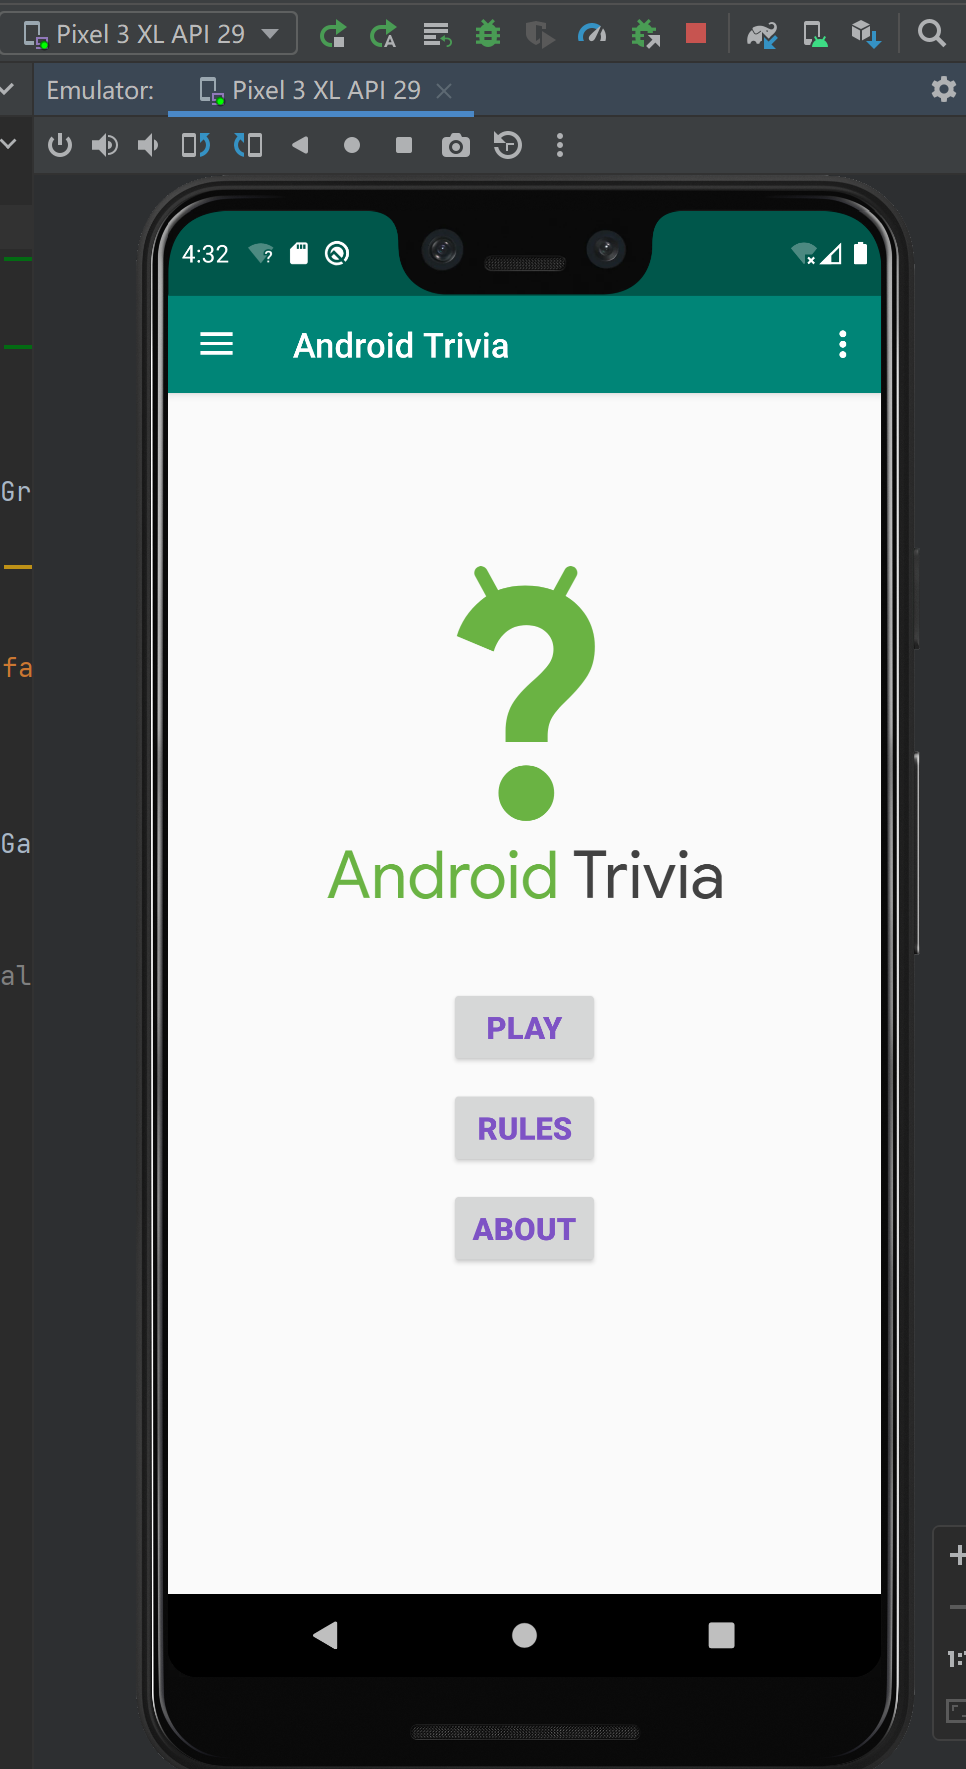 Pixel 3 XL API 29
Emulator:
Pixel 3 XL API 29
4:32
Android Trivia
Gr
fa
Android Trivia
Ga
al
PLAY
RULES
ABOUT